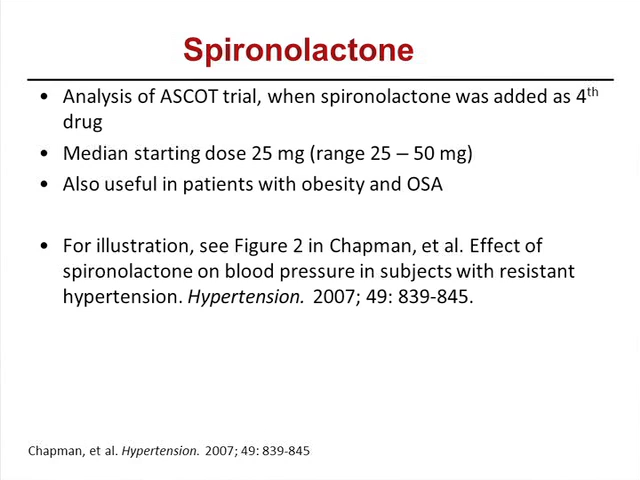 Spironolactone
• Analysis of ASCOT trial, when spironolactone was added as 4th
drug
• Median starting dose 25 mg (range 25 – 50 mg)
• Also useful in patients with obesity and OSA
• For illustration, see Figure 2 in Chapman, et al. Effect of
spironolactone on blood pressure in subjects with resistant
hypertension. Hypertension. 2007; 49: 839-845.
Chapman, et al. Hypertension. 2007; 49: 839-845